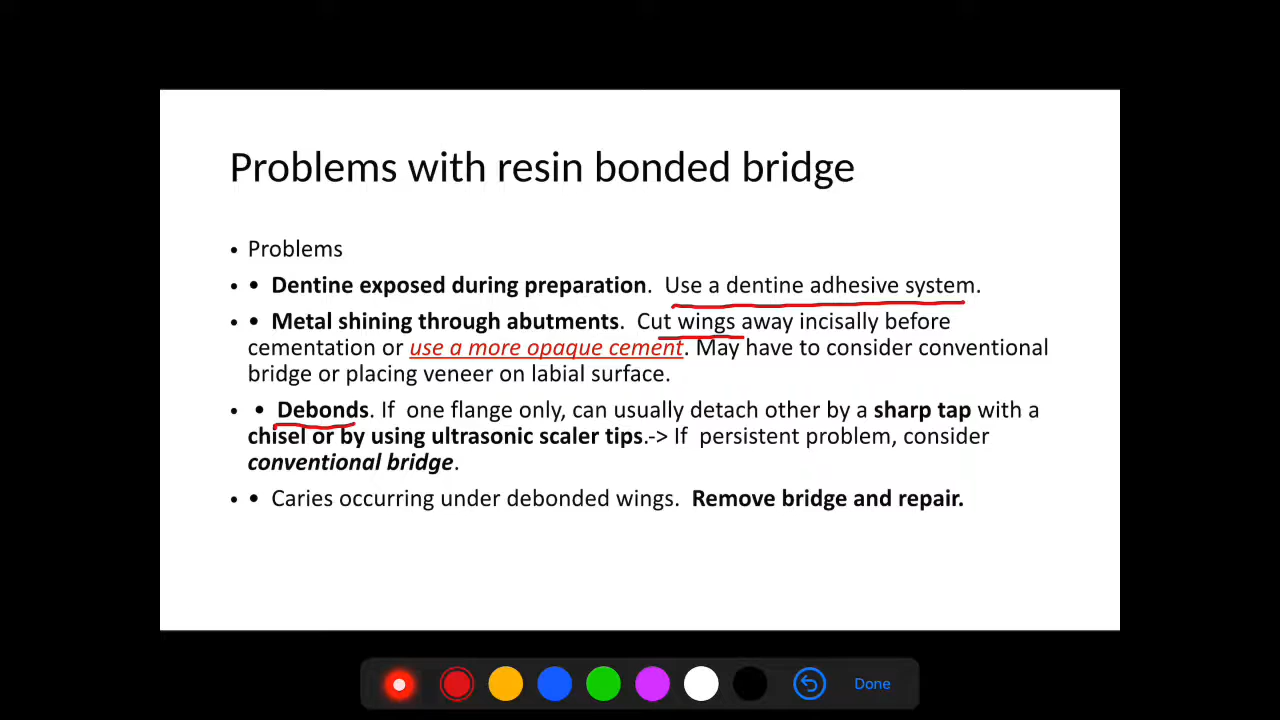 Problems with resin bonded bridge
• Problems
• • Dentine exposed during preparation. Use a dentine adhesive system.
• • Metal shining through abutments. Cut wings away incisally before
cementation or use a more opaque cement. May have to consider conventional
bridge or placing veneer on labial surface.
• • Debonds. If one flange only, can usually detach other by a sharp tap with a
chisel or by using ultrasonic scaler tips.-> If persistent problem, consider
conventional bridge.
• • Caries occurring under debonded wings. Remove bridge and repair.
Done